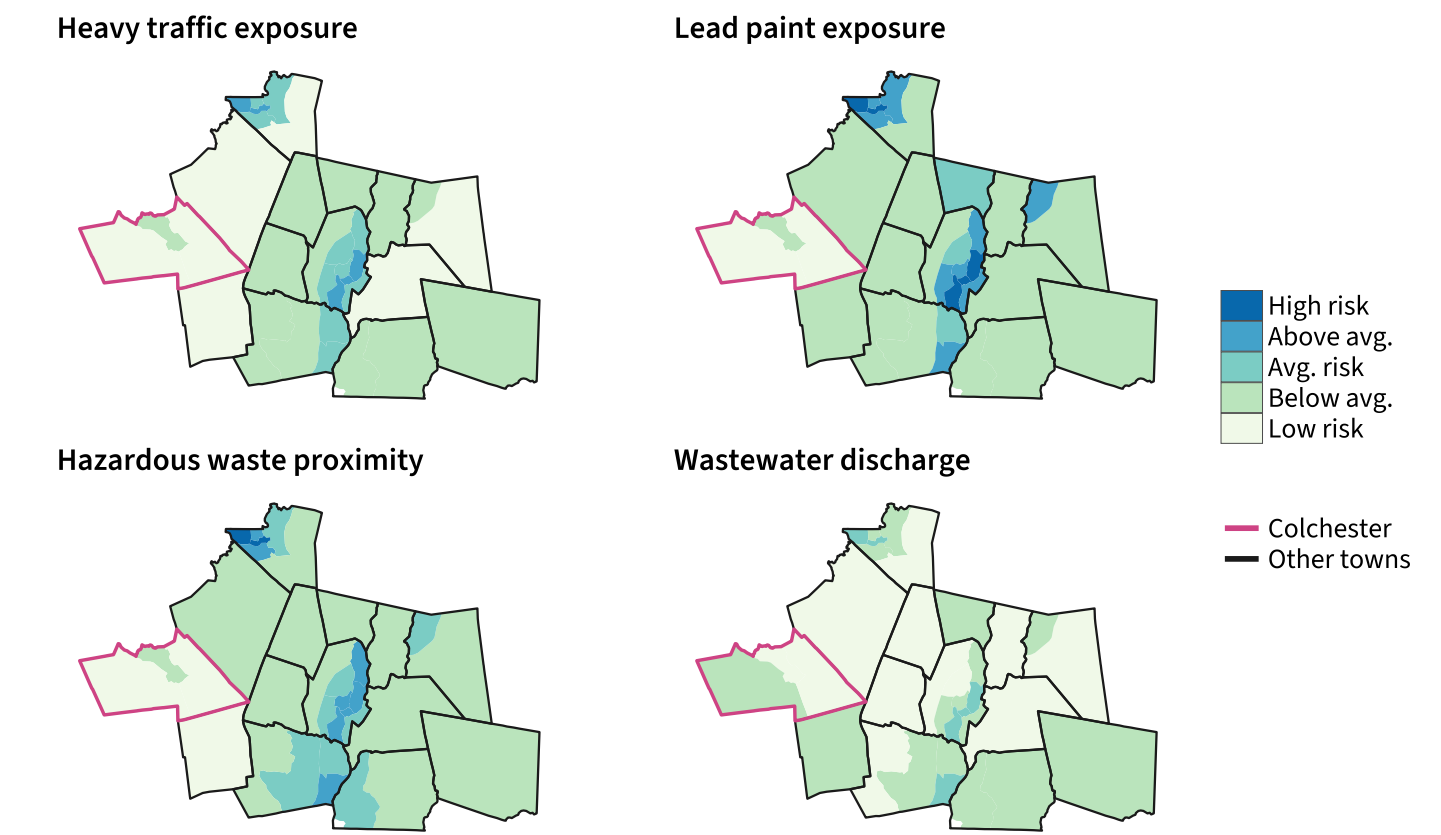 Heavy traffic exposure
Lead paint exposure
High risk
Above avg.
Avg. risk
Below avg.
Low risk
Hazardous waste proximity
Wastewater discharge
Colchester
Other towns